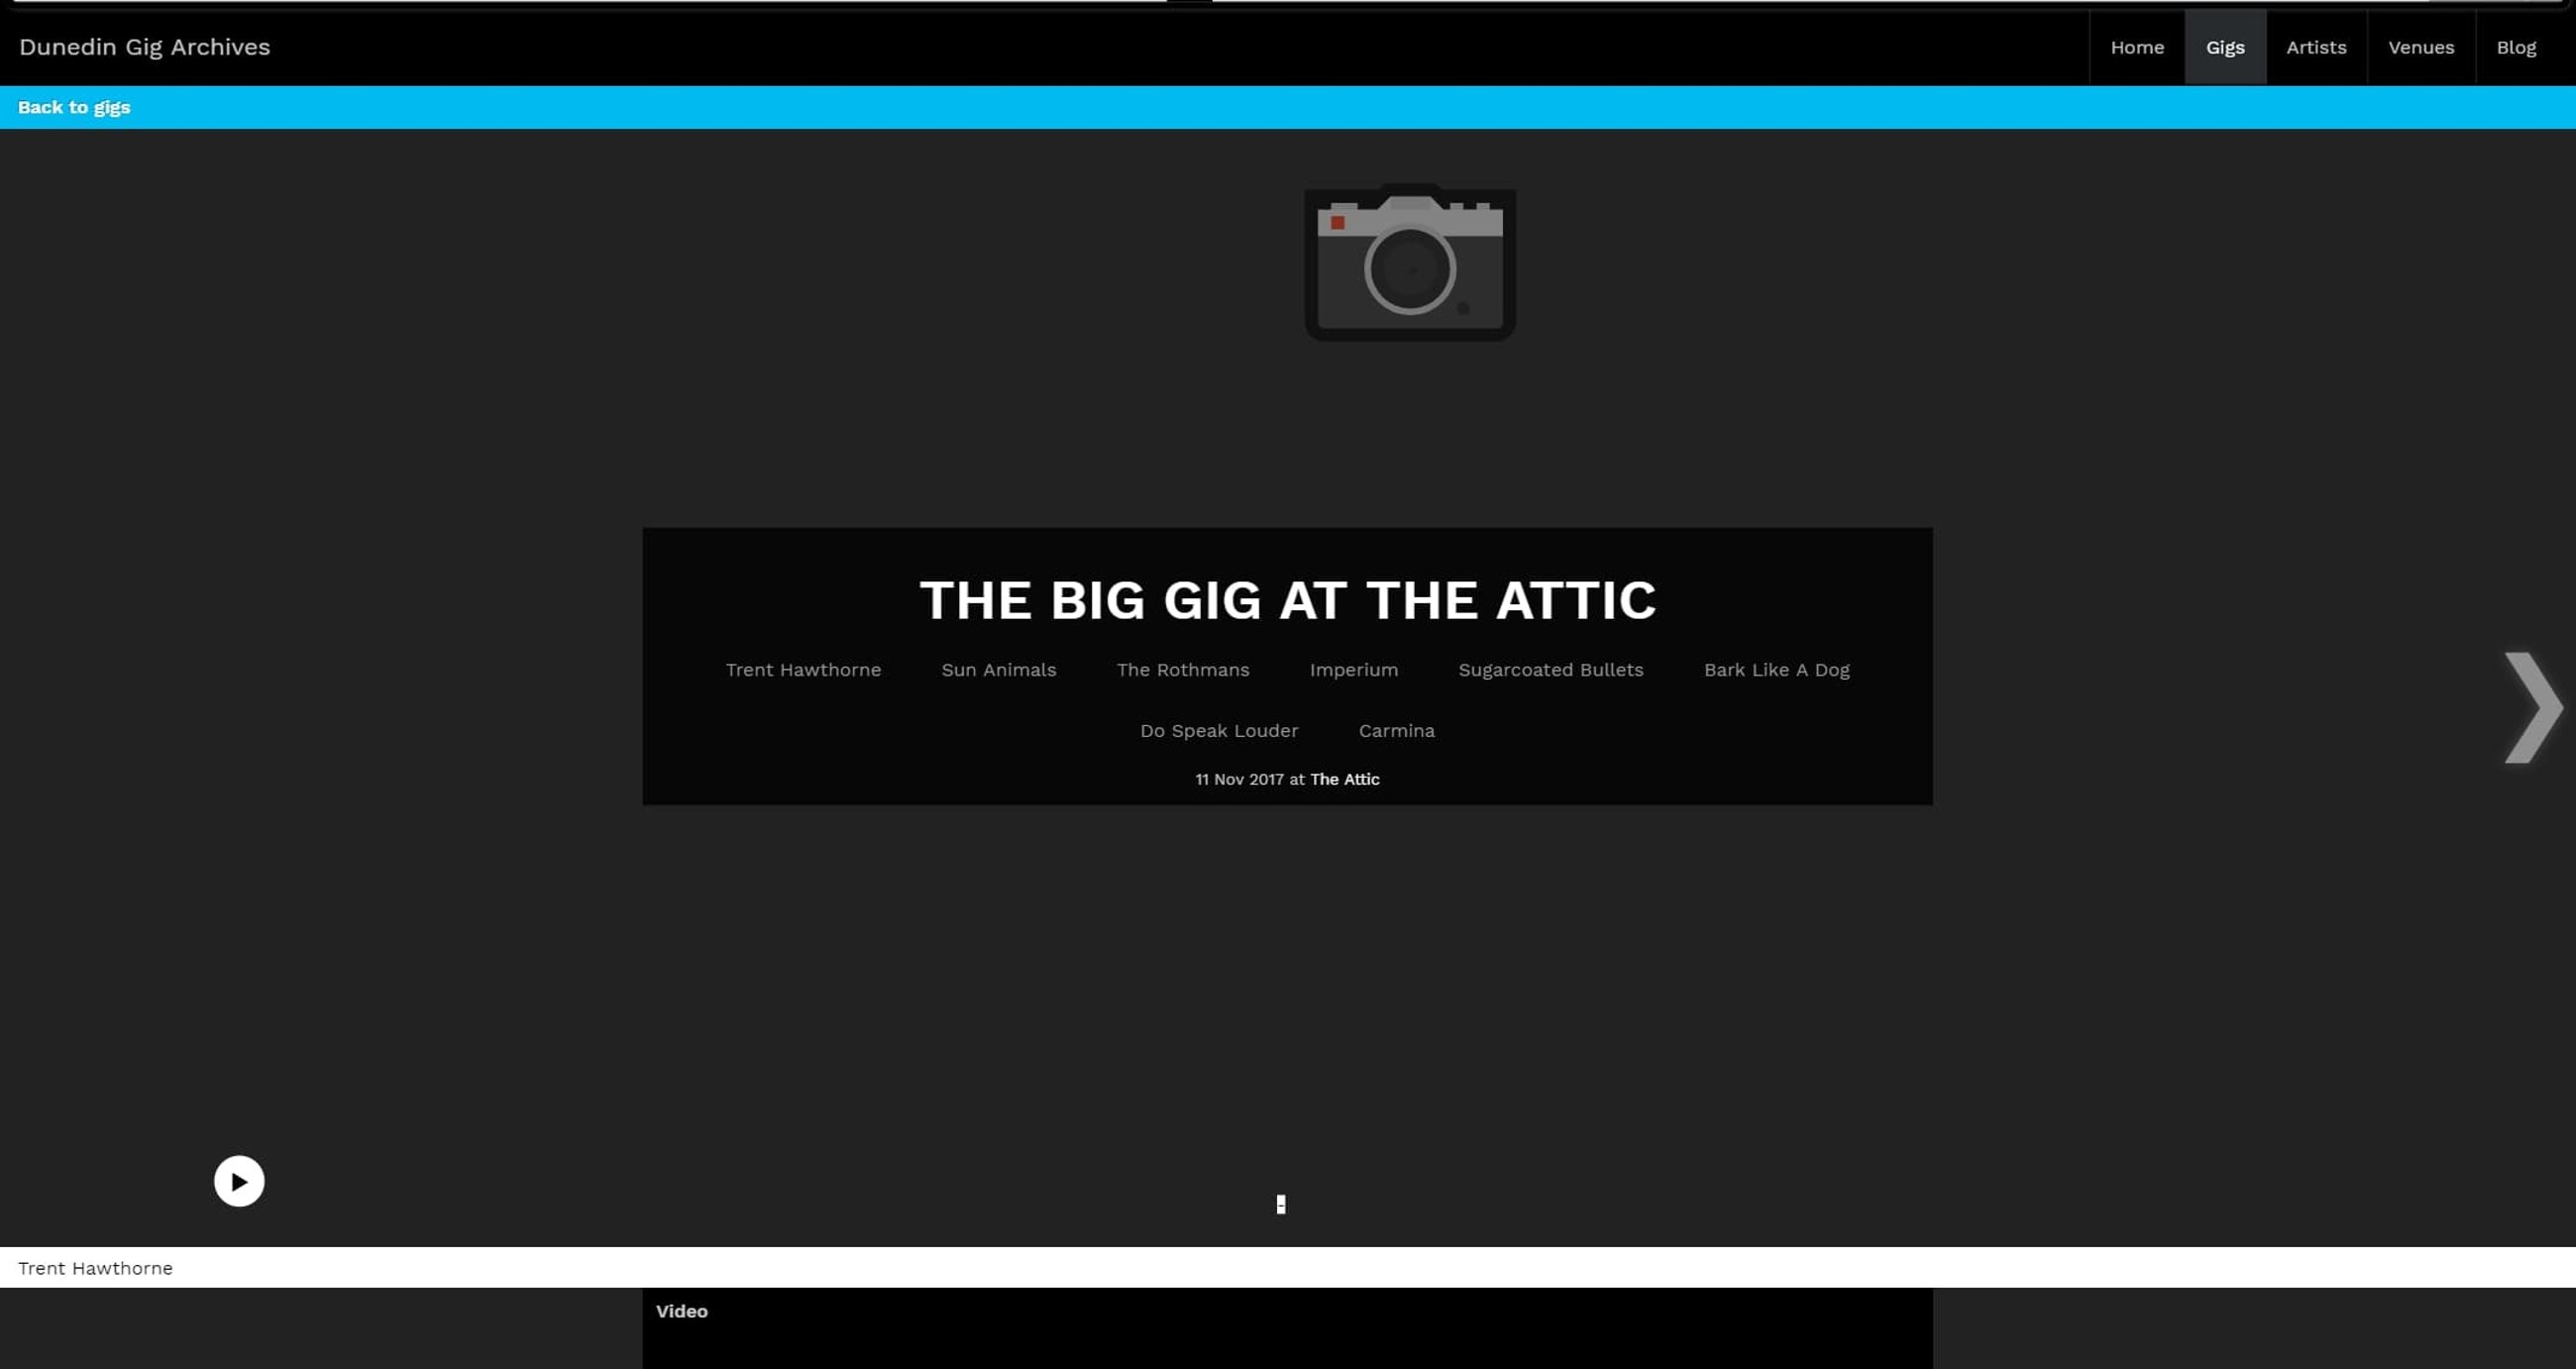 Dunedin Gig Archives
Home Gigs Artists Venues Blog
Back to gigs
THE BIG GIG AT THE ATTIC
Trent Hawthorne Sun Animals The Rothmans Imperium Sugarcoated Bullets Bark Like A Dog
Do Speak Louder Carmina
11 Nov 2017 at The Attic
Trent Hawthorne
Video